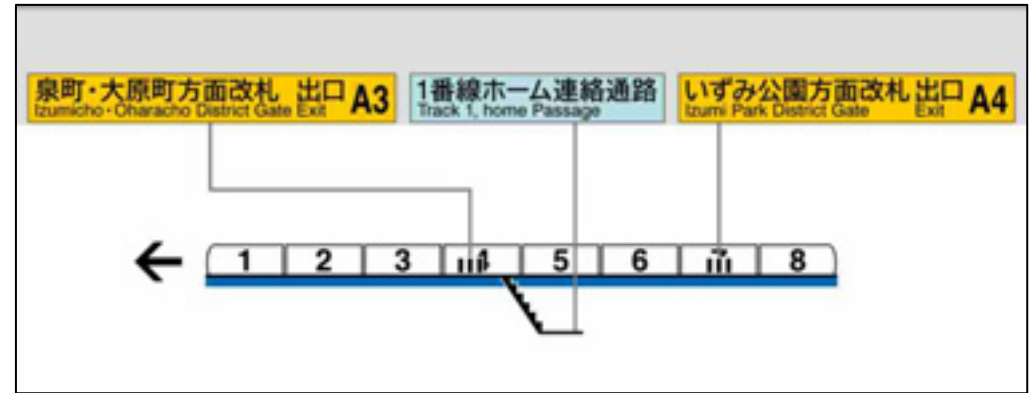 泉町・大原町方面改札 出口 A3
Izumicho・Oharacho District Gate Exit
1番線ホーム連絡通路
Track 1, home Passage
いずみ公園方面改札 出口 A4
Izumi Park District Gate Exit
← 1 2 3 4 5 6 7 8